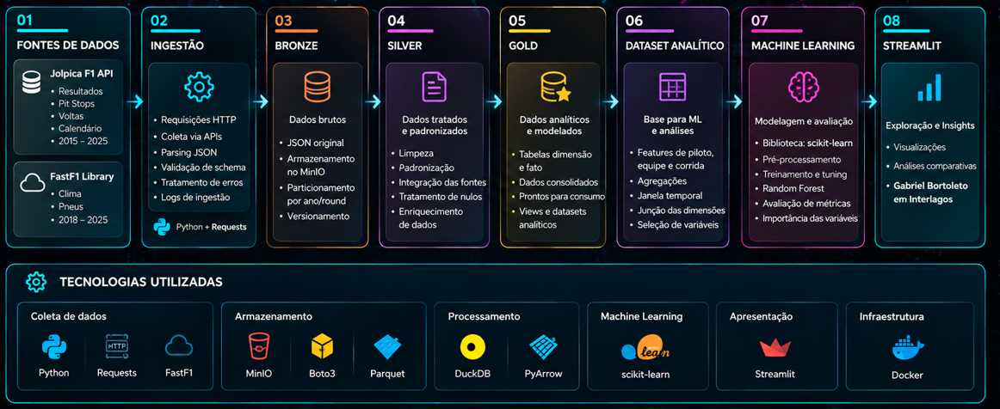 01
FONTES DE DADOS
Jolpica F1 API
• Resultados
• Pit Stops
• Voltas
• Calendário
• 2015 – 2025
FastF1 Library
• Clima
• Pneus
• 2018 – 2025
02
INGESTÃO
• Requisições HTTP
• Coleta via APIs
• Parsing JSON
• Validação de schema
• Tratamento de erros
• Logs de ingestão
Python + Requests
03
BRONZE
Dados brutos
• JSON original
• Armazenamento
no MinIO
• Particionamento
por ano/round
• Versionamento
04
SILVER
Dados tratados
e padronizados
• Limpeza
• Padronização
• Integração das fontes
• Tratamento de nulos
• Enriquecimento
de dados
05
GOLD
Dados analíticos
e modelados
• Tabelas dimensão
e fato
• Dados consolidados
• Prontos para consumo
• Views e datasets
analíticos
06
DATASET ANALÍTICO
Base para ML
e análises
• Features de piloto,
equipe e corrida
• Agregações
• Janela temporal
• Junção das dimensões
• Seleção de variáveis
07
MACHINE LEARNING
Modelagem e avaliação
• Biblioteca: scikit-learn
• Pré-processamento
• Treinamento e tuning
• Random Forest
• Avaliação de métricas
• Importância das variáveis
08
STREAMLIT
Exploração e Insights
• Visualizações
• Análises comparativas
• Gabriel Bortoleto
em Interlagos
TECNOLOGIAS UTILIZADAS
Coleta de dados
Python
HTTP
Requests
FastF1
Armazenamento
MinIO
Boto3
Parquet
Processamento
DuckDB
PyArrow
Machine Learning
learn
scikit-learn
Apresentação
Streamlit
Infraestrutura
Docker